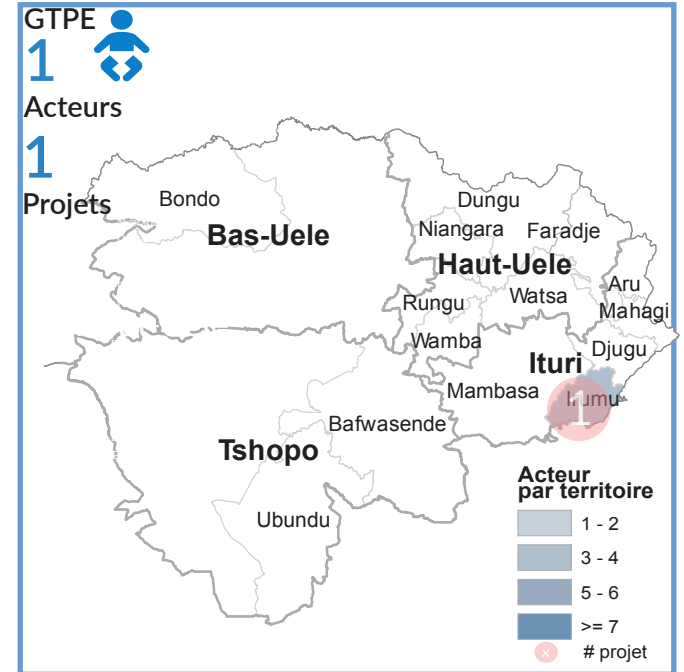 GTPE
1
Acteurs
1
Projets
Bondo
Bas-Uele
Dungu
Niangara
Faradje
Haut-Uele
Rungu
Watsa
Aru
Mahagi
Wamba
Djugu
Ituri
Mambasa
Irumu
1
Bafwasende
Tshopo
Ubundu
Acteur
par territoire
1 - 2
3 - 4
5 - 6
>= 7
x # projet